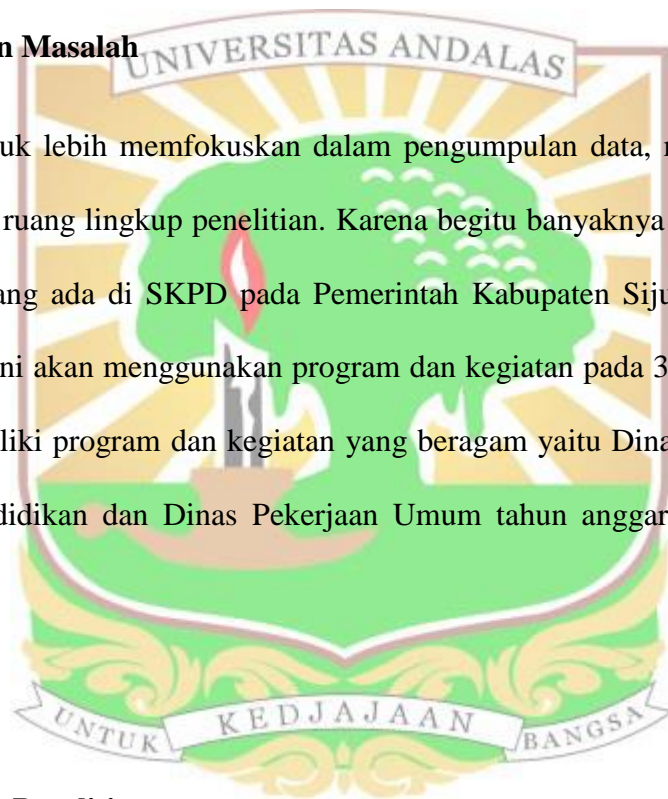 n Masalah
UNIVERSITAS ANDALAS
uk lebih memfokuskan dalam pengumpulan data, 
ruang lingkup penelitian. Karena begitu banyaknya
ang ada di SKPD pada Pemerintah Kabupaten Siju
ni akan menggunakan program dan kegiatan pada 3
liki program dan kegiatan yang beragam yaitu Dina
didikan dan Dinas Pekerjaan Umum tahun anggar
UNTUK KEDJAJAAN BANGSA